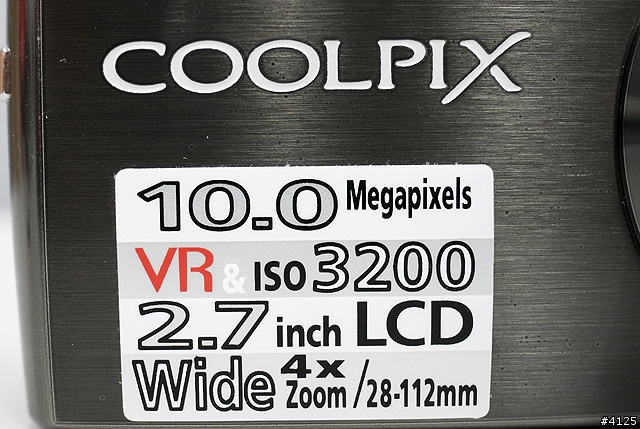 COOLPIX
10.0 Megapixels
VR & ISO 3200
2.7 inch LCD
Wide 4x Zoom / 28-112mm
#4125